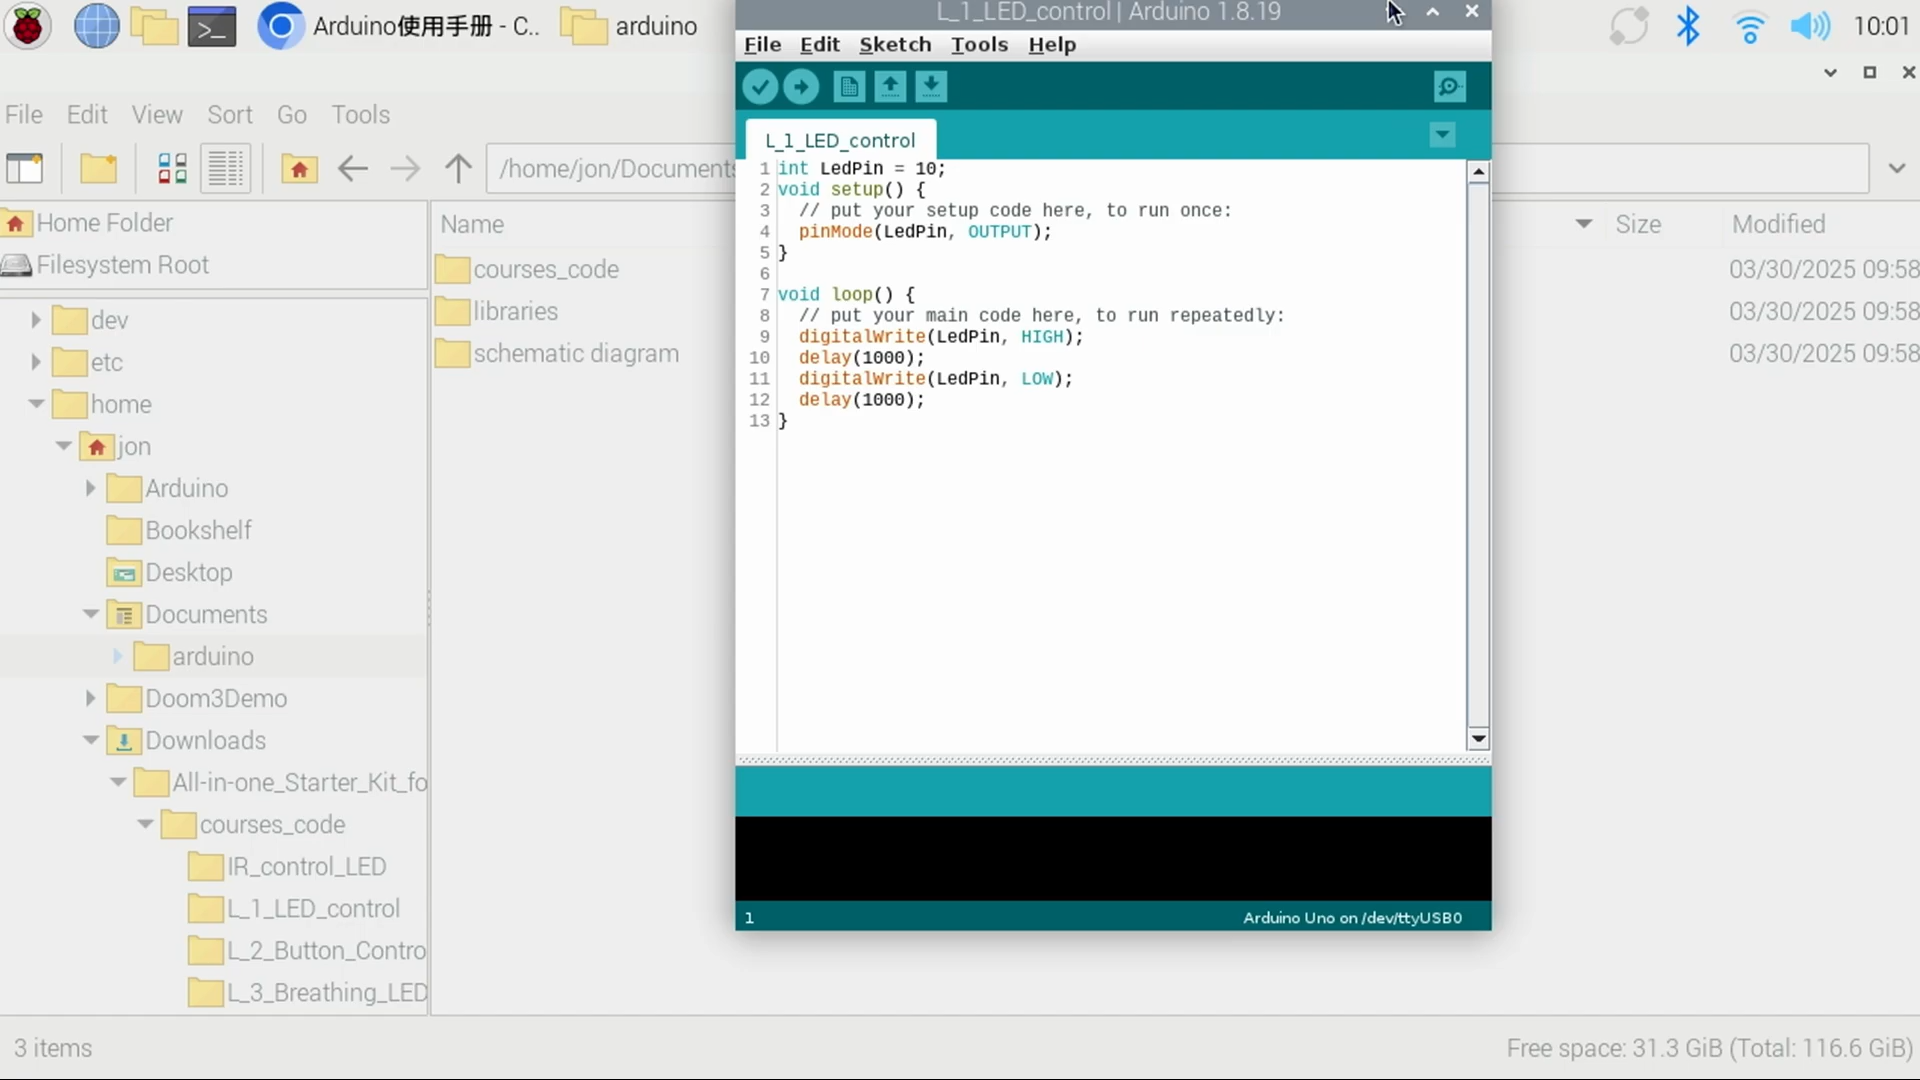 Arduino使用手册 - C..
arduino
10:01
File Edit View Sort Go Tools
/home/jon/Documents
Home Folder
Filesystem Root
dev
etc
home
jon
Arduino
Bookshelf
Desktop
Documents
arduino
Doom3Demo
Downloads
All-in-one_Starter_Kit_fo
courses_code
IR_control_LED
L_1_LED_control
L_2_Button_Contro
L_3_Breathing_LED
Name
Size
Modified
courses_code
03/30/2025 09:58
libraries
03/30/2025 09:58
schematic diagram
03/30/2025 09:58
L_1_LED_control | Arduino 1.8.19
File Edit Sketch Tools Help
L_1_LED_control
1 int LedPin = 10;
2 void setup() {
3 // put your setup code here, to run once:
4 pinMode(LedPin, OUTPUT);
5 }
6
7 void loop() {
8 // put your main code here, to run repeatedly:
9 digitalWrite(LedPin, HIGH);
10 delay(1000);
11 digitalWrite(LedPin, LOW);
12 delay(1000);
13 }
1
Arduino Uno on /dev/ttyUSB0
3 items
Free space: 31.3 GiB (Total: 116.6 GiB)